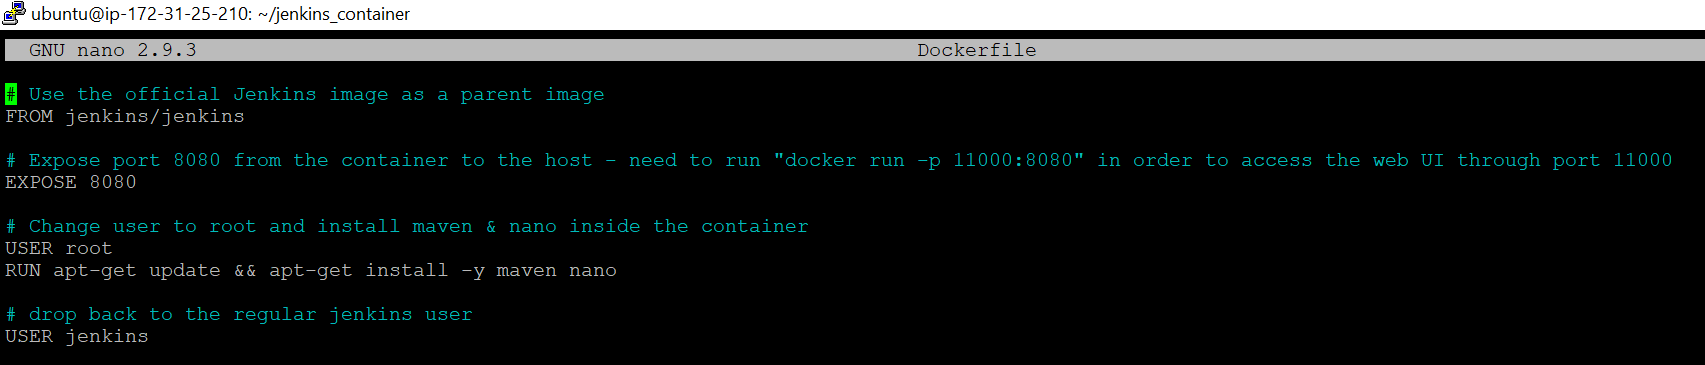 ubuntu@ip-172-31-25-210: ~/jenkins_container
GNU nano 2.9.3 Dockerfile
# Use the official Jenkins image as a parent image
FROM jenkins/jenkins
# Expose port 8080 from the container to the host - need to run "docker run -p 11000:8080" in order to access the web UI through port 11000
EXPOSE 8080
# Change user to root and install maven & nano inside the container
USER root
RUN apt-get update && apt-get install -y maven nano
# drop back to the regular jenkins user
USER jenkins